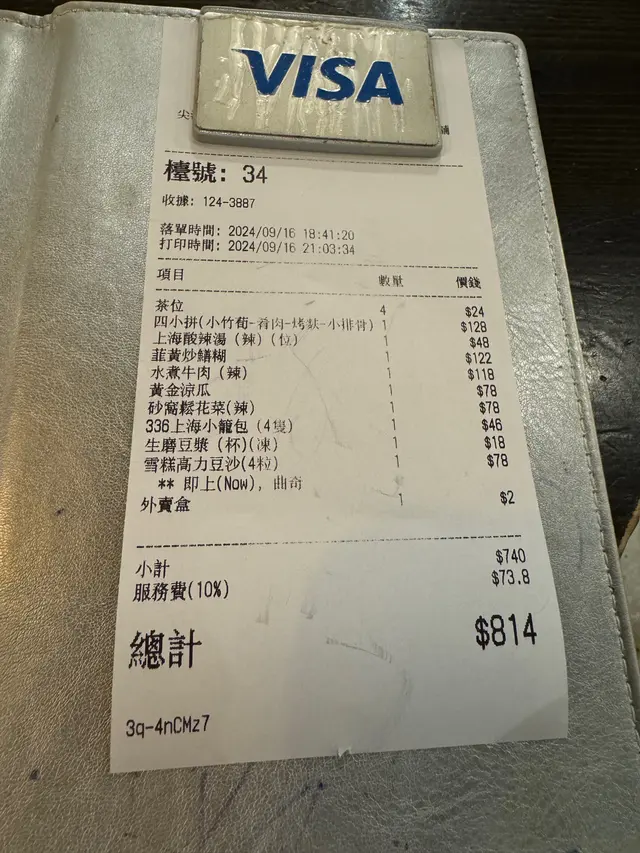 VISA
尖
舖
檯號: 34
收據: 124-3887
落單時間: 2024/09/16 18:41:20
打印時間: 2024/09/16 21:03:34
項目 數量 價錢
茶位 4 $24
四小拼(小竹荀-肴肉-烤麩-小排骨) 1 $128
上海酸辣湯 (辣) (位) 1 $48
韮黃炒鱔糊 1 $122
水煮牛肉 (辣) 1 $118
黃金涼瓜 1 $78
砂窩鬆花菜(辣) 1 $78
336上海小籠包 (4隻) 1 $46
生磨豆漿 (杯)(凍) 1 $18
雪糕高力豆沙(4粒) 1 $78
** 即上(Now), 曲奇
外賣盒 1 $2
小計 $740
服務費(10%) $73.8
總計 $814
3q-4nCMz7